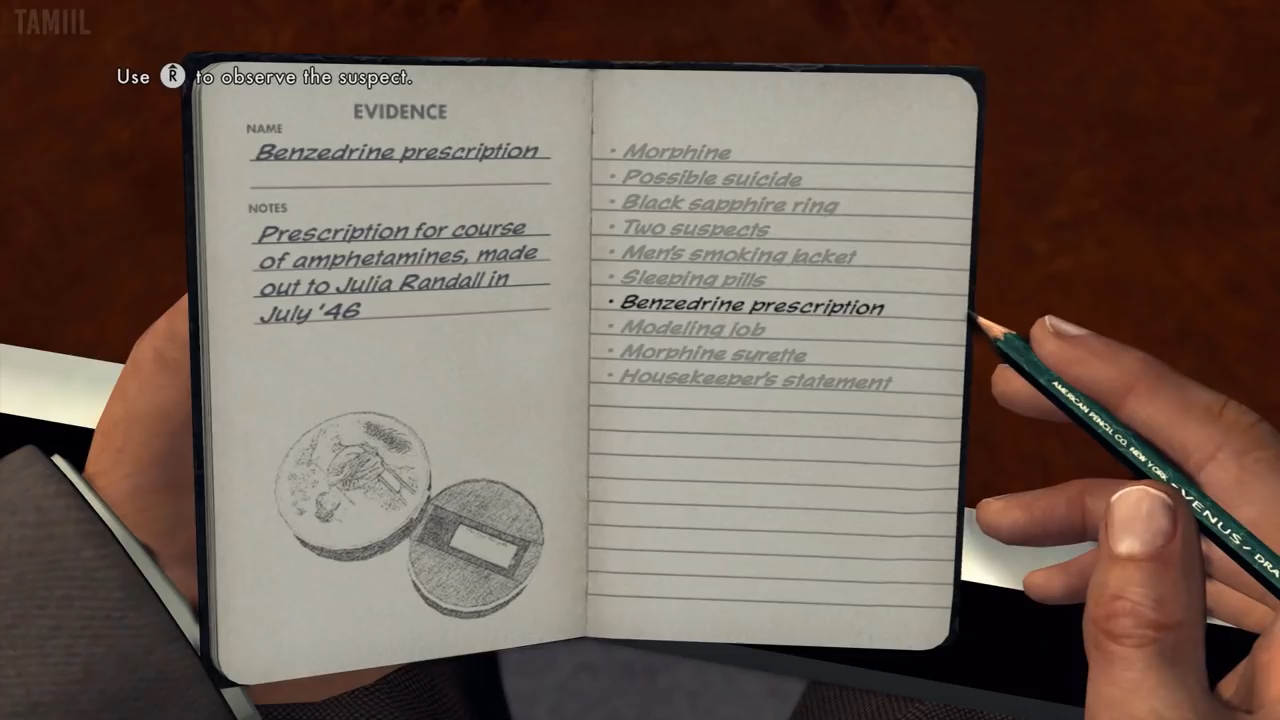 TAMIIL
Use R to observe the suspect.
EVIDENCE
NAME
Benzedrine prescription
NOTES
Prescription for course
of amphetamines, made
out to Julia Randall in
July '46
• Morphine
• Possible suicide
• Black sapphire ring
• Two suspects
• Men's smoking jacket
• Sleeping pills
• Benzedrine prescription
• Modeling job
• Morphine surette
• Housekeeper's statement
AMERICAN PENCIL CO. NEW YORK VENUS / DRA